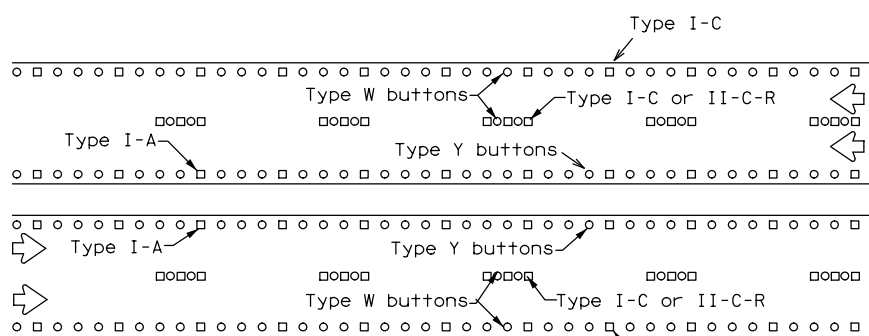 Type I-C
Type W buttons
Type I-C or II-C-R
Type I-A
Type Y buttons
Type I-A
Type Y buttons
Type W buttons
Type I-C or II-C-R